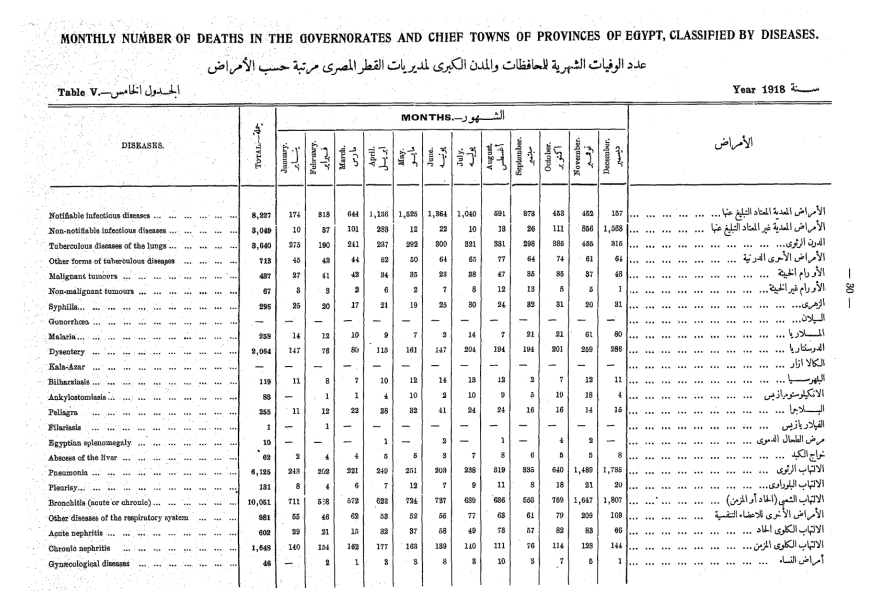 MONTHLY NUMBER OF DEATHS IN THE GOVERNORATES AND CHIEF TOWNS OF PROVINCES OF EGYPT, CLASSIFIED BY DISEASES.
عدد الوفيات الشهرية للمحافظات والمدن الكبرى لمديريات القطر المصرى مرتبة حسب الأمراض
Table V.—الجدول الخامس Year 1918 سنة
MONTHS.—الشهور
DISEASES. TOTAL.—جملة January. يناير February. فبراير March. مارس April. ابريل May. مايو June. يونيه July. يوليه August. أغسطس September. سبتمبر October. اكتوبر November. نوفمبر December. ديسمبر الأمراض
Notifiable infectious diseases ... 8,227 174 318 644 1,136 1,525 1,364 1,040 591 373 453 452 157 الأمراض المعدية المعتاد التبليغ عنها ...
Non-notifiable infectious diseases ... 3,049 10 37 101 283 12 22 10 13 26 111 856 1,568 الأمراض المعدية غير المعتاد التبليغ عنها ...
Tuberculous diseases of the lungs ... 3,640 275 190 241 237 292 300 321 331 298 385 455 315 الدرن الرئوى ...
Other forms of tuberculous diseases ... 713 45 43 44 62 50 64 65 77 64 74 61 64 الأمراض الأخرى الدرنية ...
Malignant tumours ... 437 27 41 42 34 35 23 38 47 35 35 37 43 الأورام الخبيثة ...
Non-malignant tumours ... 67 3 3 2 6 2 7 8 12 13 5 5 1 الأورام غير الخبيثة ...
Syphilis ... 295 25 20 17 21 19 25 30 24 32 31 20 31 الزهرى ...
Gonorrhœa ... — — — — — — — — — — — — — السيلان ...
Malaria ... 258 14 12 10 9 7 2 14 7 21 21 61 80 الملاريا ...
Dysentery ... 2,064 147 76 80 115 161 147 204 194 194 201 259 286 الدوسنتاريا ...
Kala-Azar ... — — — — — — — — — — — — — الكالا ازار ...
Bilharziasis ... 119 11 8 7 10 12 14 13 12 2 7 12 11 البلهرسيا ...
Ankylostomiasis ... 83 — 1 1 4 10 2 10 9 5 19 18 4 الانكيلوستومازيس ...
Pellagra ... 255 11 12 22 28 32 41 24 24 16 16 14 15 البلاجرا ...
Filariasis ... 1 — 1 — — — — — — — — — — الفيلاريازيس ...
Egyptian splenomegaly ... 10 — — — 1 — 2 — 1 — 4 2 — مرض الطحال الدموى ...
Abscess of the liver ... 62 2 4 4 5 5 3 7 8 6 5 5 8 خراج الكبد ...
Pneumonia ... 6,125 243 202 221 249 251 203 238 319 335 640 1,489 1,735 الالتهاب الرئوى ...
Pleurisy ... 131 8 4 6 7 12 7 9 11 8 18 21 20 الالتهاب البلوراوى ...
Bronchitis (acute or chronic) ... 10,051 711 572 622 724 737 689 686 559 759 1,647 1,807 الالتهاب الشعبى (الحاد أو المزمن) ...
Other diseases of the respiratory system ... 981 55 46 62 53 52 56 77 63 61 79 209 169 الأمراض الأخرى للاعضاء التنفسية ...
Acute nephritis ... 602 29 21 15 32 37 58 49 73 57 82 83 66 الالتهاب الكلوى الحاد ...
Chronic nephritis ... 1,648 140 154 162 177 163 139 140 111 76 114 128 144 الالتهاب الكلوى المزمن ...
Gynæcological diseases ... 46 — 2 1 3 3 8 3 10 3 7 5 1 أمراض النساء ...
— 30 —